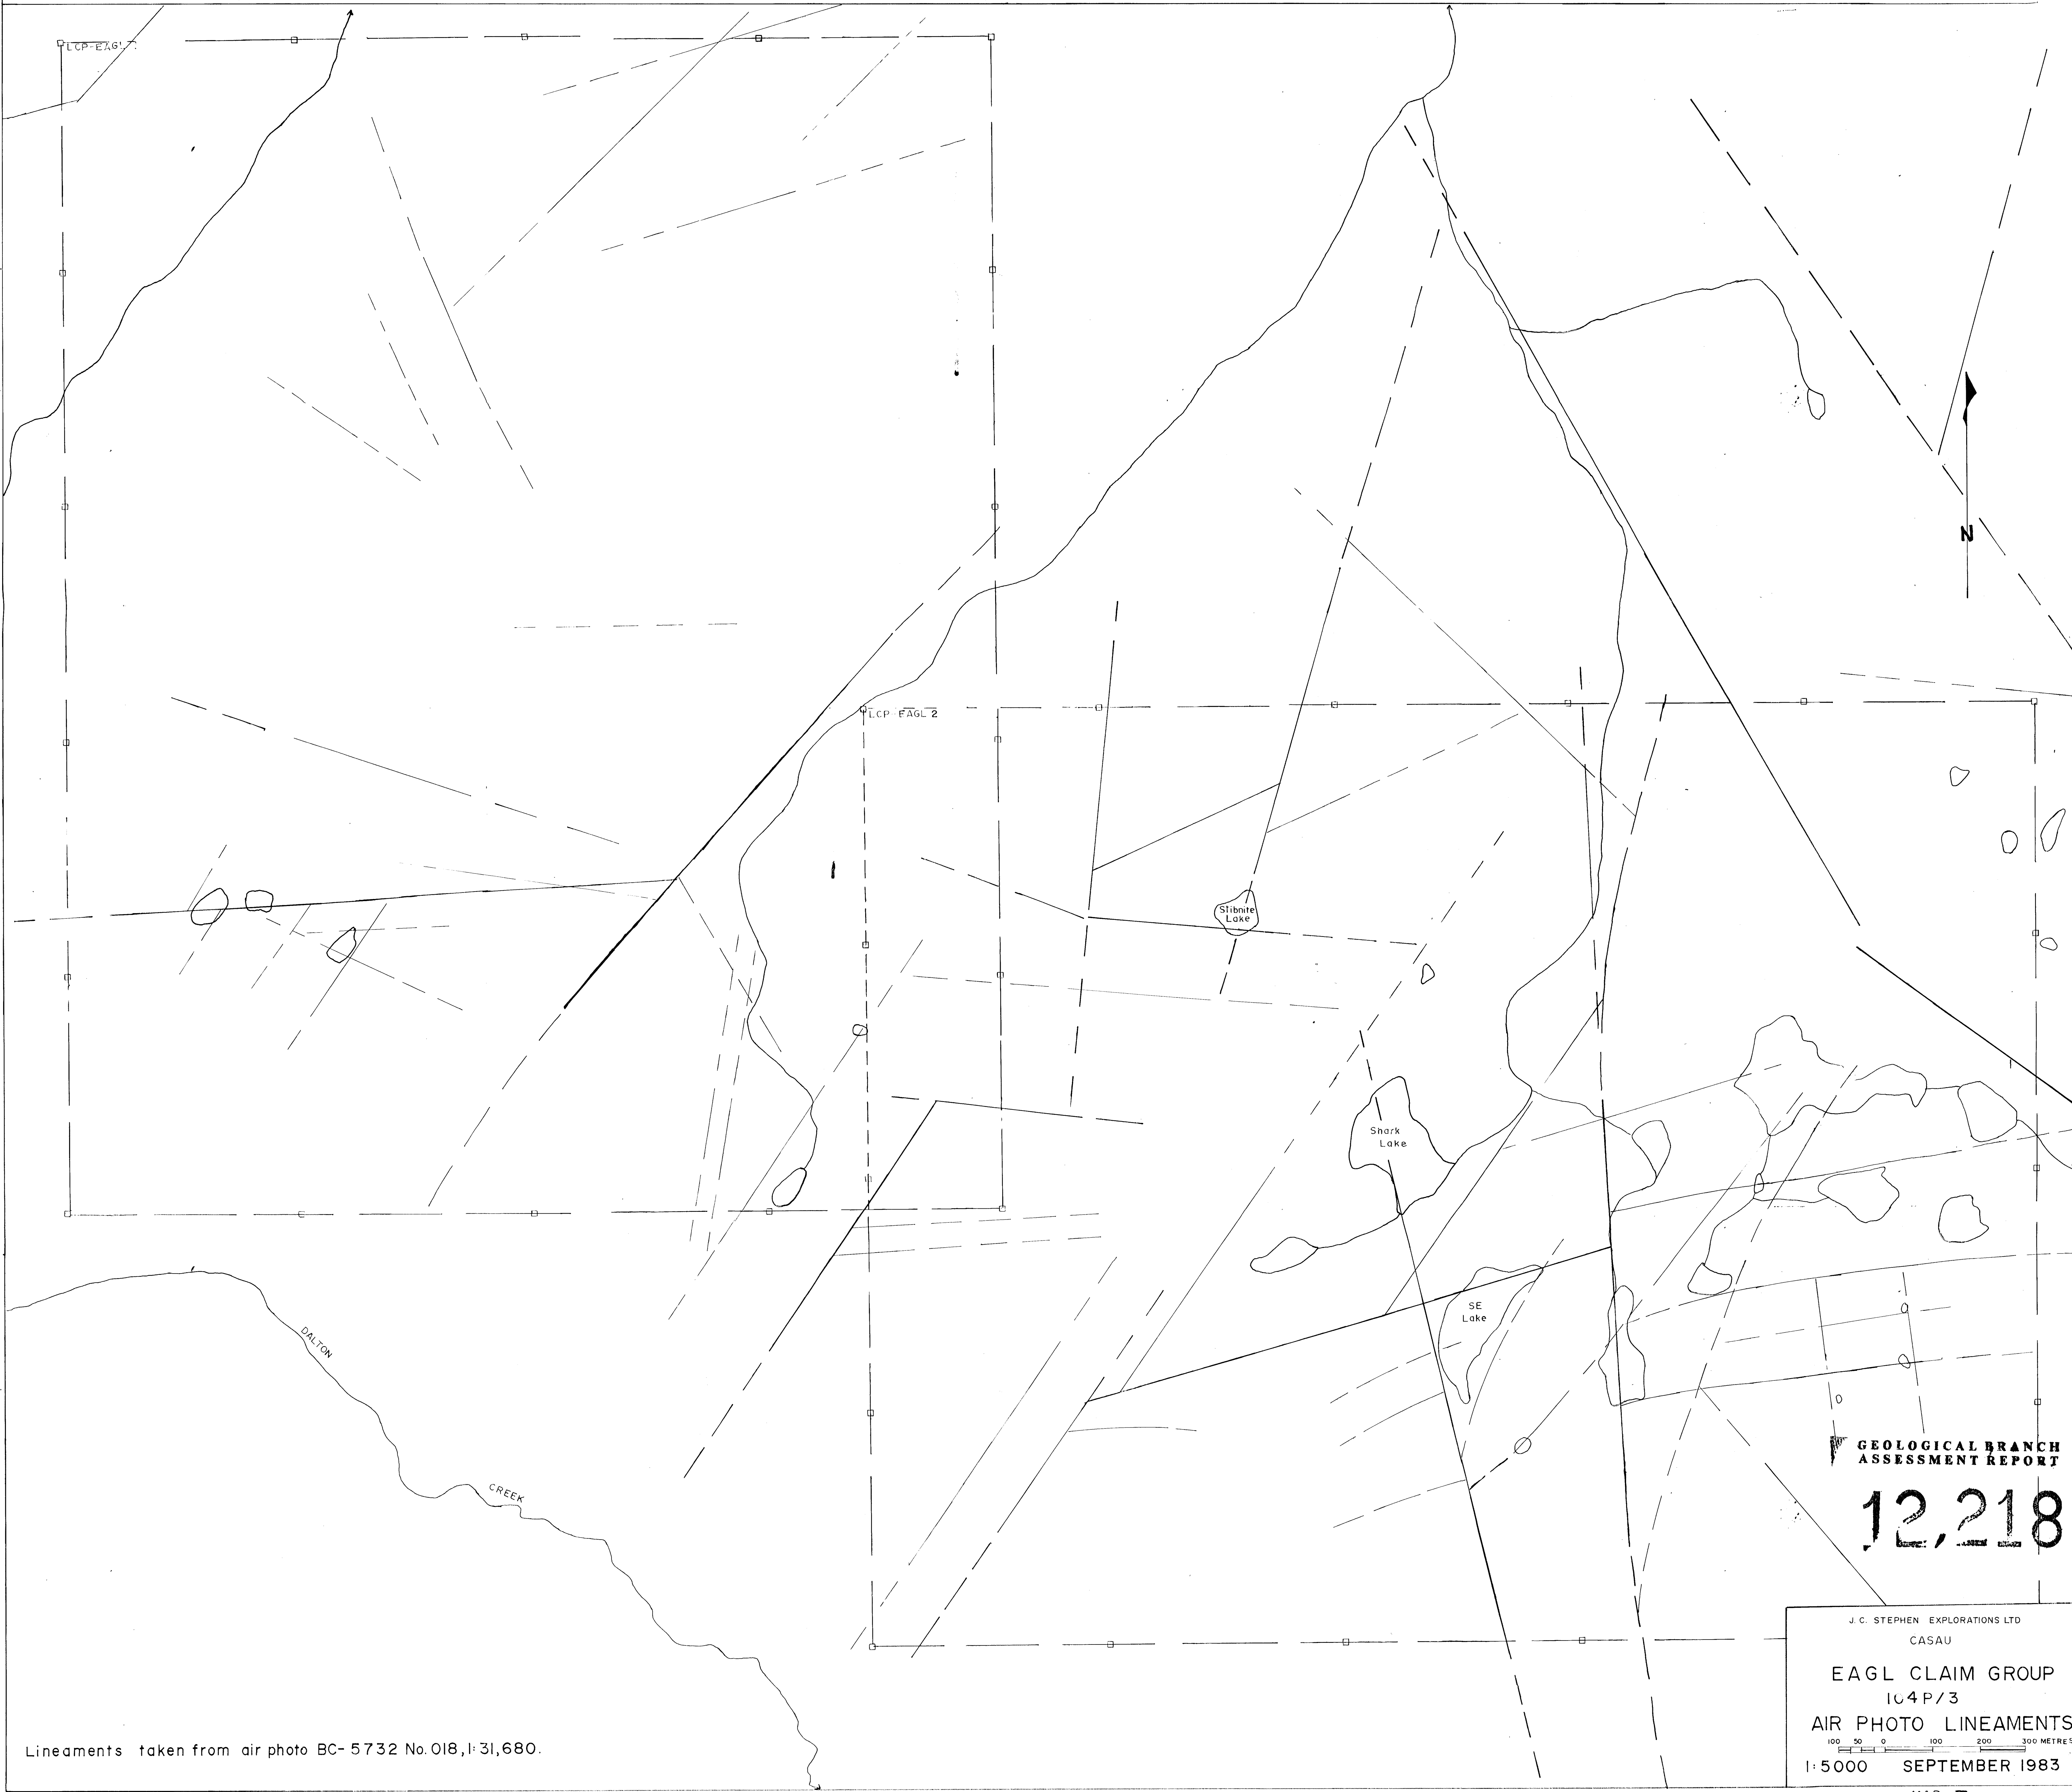 LCP-EAGL
LCP EAGL 2
Stibnite
Lake
N
Shark
Lake
SE
Lake
DALTON
CREEK
GEOLOGICAL BRANCH
ASSESSMENT REPORT
12,218
J. C. STEPHEN EXPLORATIONS LTD
CASAU
EAGL CLAIM GROUP
104P/3
AIR PHOTO LINEAMENTS
100 50 0 100 200 300 METRES
1:5000 SEPTEMBER 1983
Lineaments taken from air photo BC-5732 No.018,1:31,680.